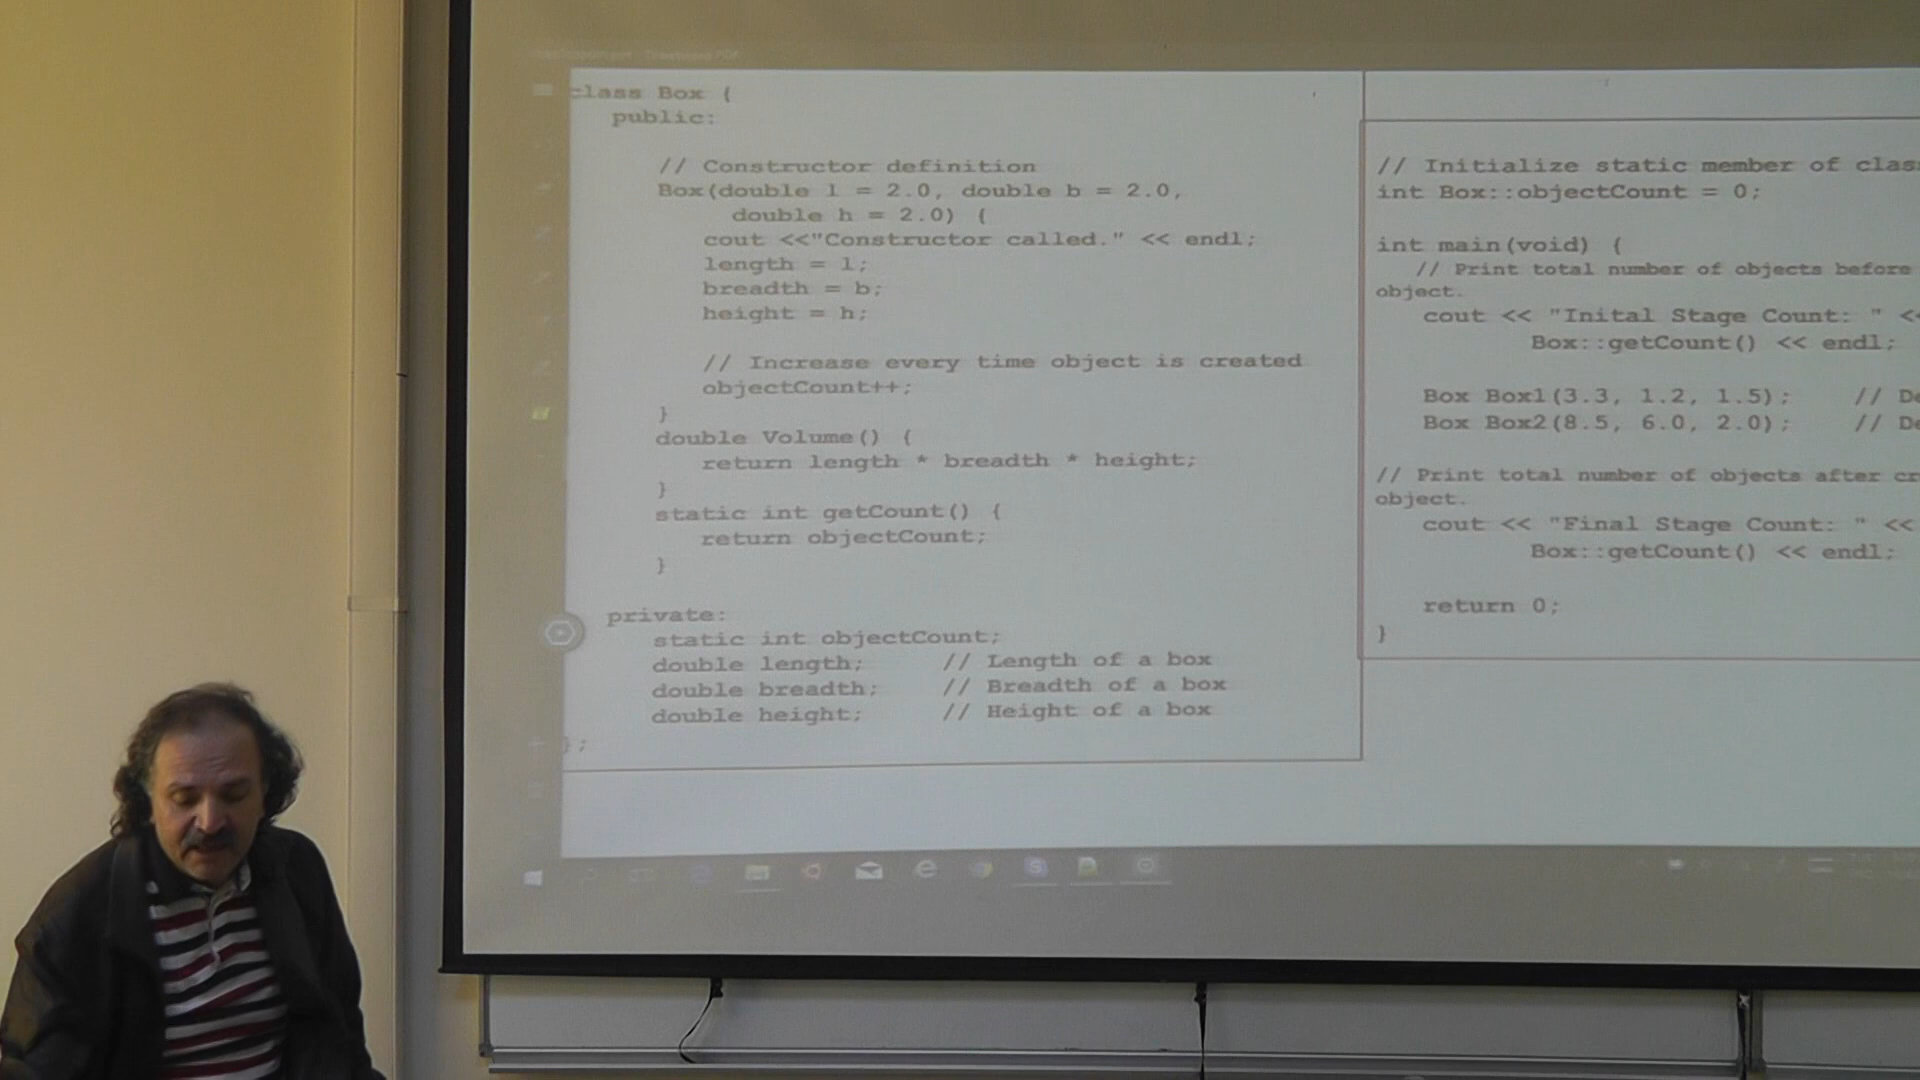 class Box {
public:
// Constructor definition
Box(double l = 2.0, double b = 2.0,
double h = 2.0) {
cout <<"Constructor called." << endl;
length = l;
breadth = b;
height = h;
// Increase every time object is created
objectCount++;
}
double Volume() {
return length * breadth * height;
}
static int getCount() {
return objectCount;
}
private:
static int objectCount;
double length; // Length of a box
double breadth; // Breadth of a box
double height; // Height of a box
};
// Initialize static member of clas
int Box::objectCount = 0;
int main(void) {
// Print total number of objects before
object.
cout << "Inital Stage Count: " <<
Box::getCount() << endl;
Box Box1(3.3, 1.2, 1.5); // De
Box Box2(8.5, 6.0, 2.0); // De
// Print total number of objects after cr
object.
cout << "Final Stage Count: " <<
Box::getCount() << endl;
return 0;
}